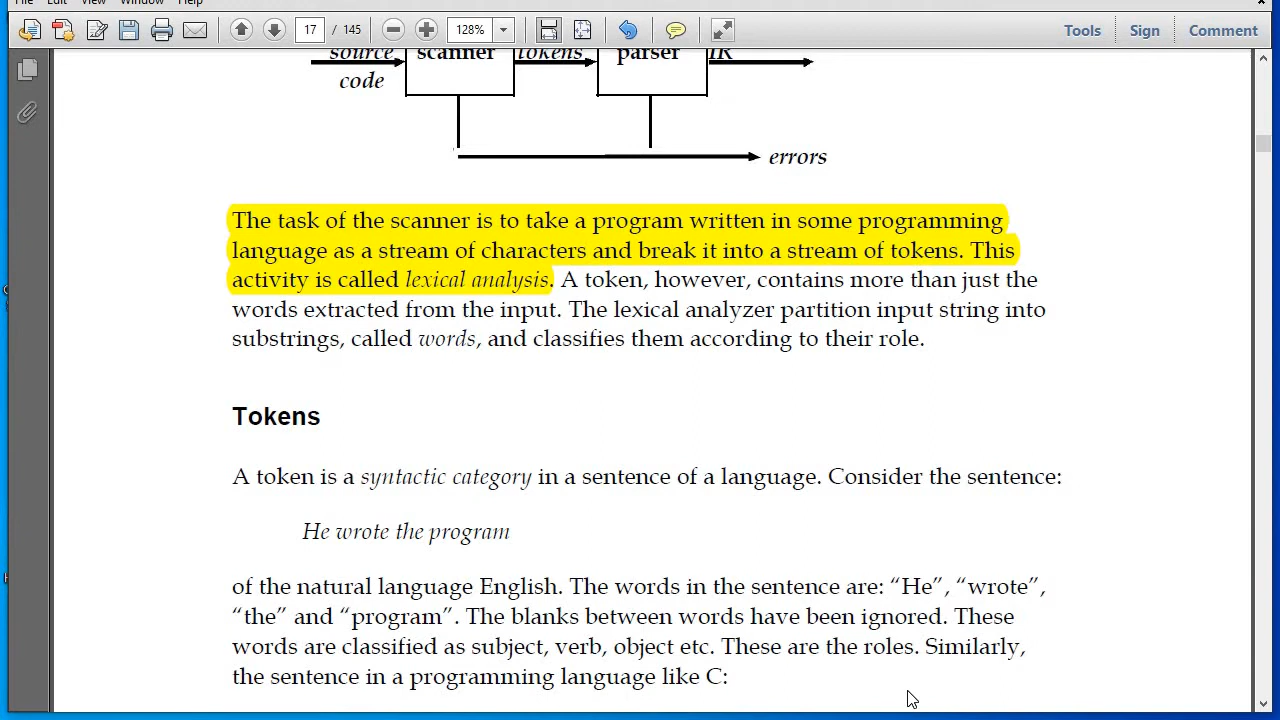 File Edit View Window Help
17 / 145 128% Tools Sign Comment
source scanner tokens parser IR
code
errors
The task of the scanner is to take a program written in some programming
language as a stream of characters and break it into a stream of tokens. This
activity is called lexical analysis. A token, however, contains more than just the
words extracted from the input. The lexical analyzer partition input string into
substrings, called words, and classifies them according to their role.
Tokens
A token is a syntactic category in a sentence of a language. Consider the sentence:
He wrote the program
of the natural language English. The words in the sentence are: “He”, “wrote”,
“the” and “program”. The blanks between words have been ignored. These
words are classified as subject, verb, object etc. These are the roles. Similarly,
the sentence in a programming language like C: